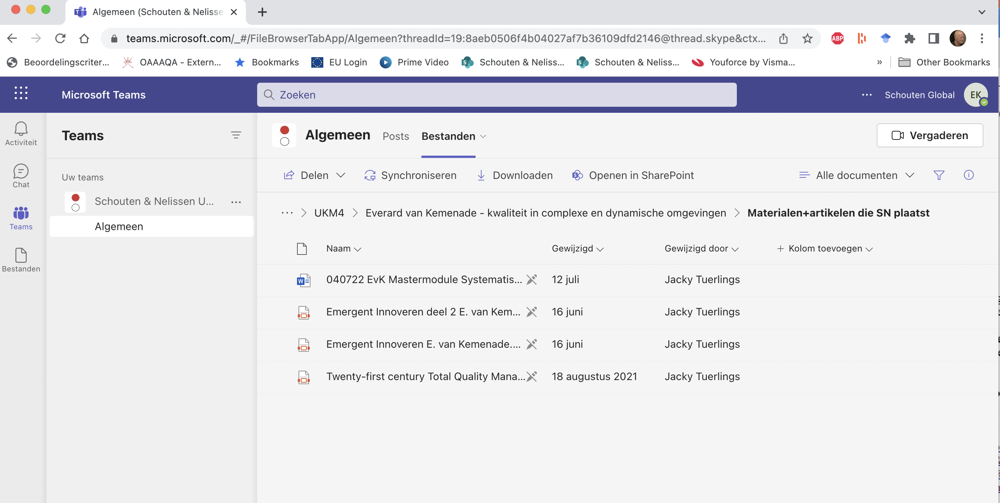 Algemeen (Schouten & Nelisse
teams.microsoft.com/_#/FileBrowserTabApp/Algemeen?threadId=19:8aeb0506f4b04027af7b36109dfd2146@thread.skype&ctx...
ABP
Beoordelingscriter...
OAAAQA - Extern...
Bookmarks
EU Login
Prime Video
Schouten & Neliss...
Schouten & Neliss...
Youforce by Visma...
»
Other Bookmarks
Microsoft Teams
Zoeken
Schouten Global
EK
Activiteit
Chat
Teams
Bestanden
Teams
Uw teams
Schouten & Nelissen U...
Algemeen
Algemeen
Posts
Bestanden
Vergaderen
Delen
Synchroniseren
Downloaden
Openen in SharePoint
Alle documenten
... > UKM4 > Everard van Kemenade - kwaliteit in complexe en dynamische omgevingen > Materialen+artikelen die SN plaatst
Naam Gewijzigd Gewijzigd door + Kolom toevoegen
040722 EvK Mastermodule Systematis... 12 juli Jacky Tuerlings
Emergent Innoveren deel 2 E. van Kem... 16 juni Jacky Tuerlings
Emergent Innoveren E. van Kemenade.... 16 juni Jacky Tuerlings
Twenty-first century Total Quality Mana... 18 augustus 2021 Jacky Tuerlings